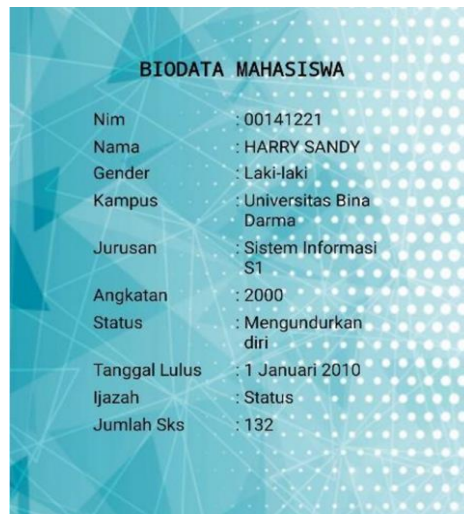 BIODATA MAHASISWA
Nim : 00141221
Nama : HARRY SANDY
Gender : Laki-laki
Kampus : Universitas Bina
Darma
Jurusan : Sistem Informasi
S1
Angkatan : 2000
Status : Mengundurkan
diri
Tanggal Lulus : 1 Januari 2010
Ijazah : Status
Jumlah Sks : 132